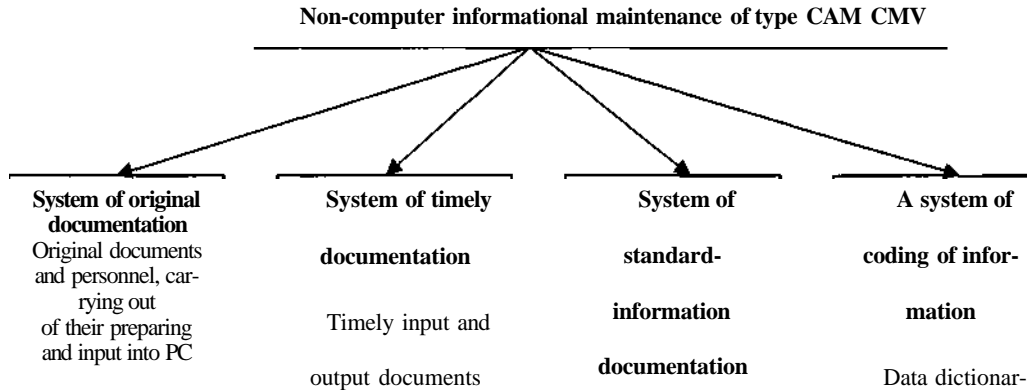 Non-computer informational maintenance of type CAM CMV
System of original
documentation
Original documents
and personnel, car-
rying out
of their preparing
and input into PC
System of timely
documentation
Timely input and
output documents
System of
standard-
information
documentation
A system of
coding of infor-
mation
Data dictionar-